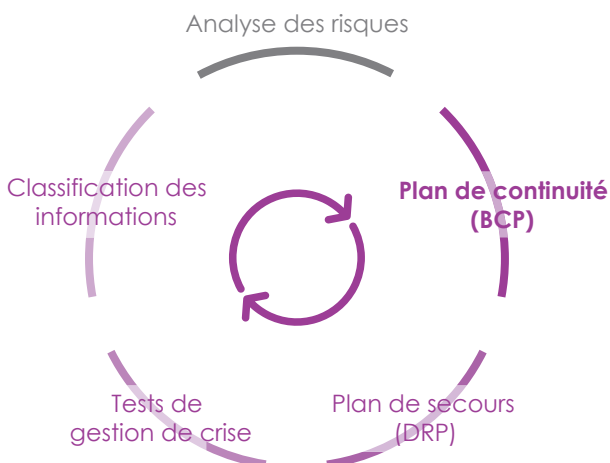 Analyse des risques
Plan de continuité
(BCP)
Plan de secours
(DRP)
Tests de
gestion de crise
Classification des
informations